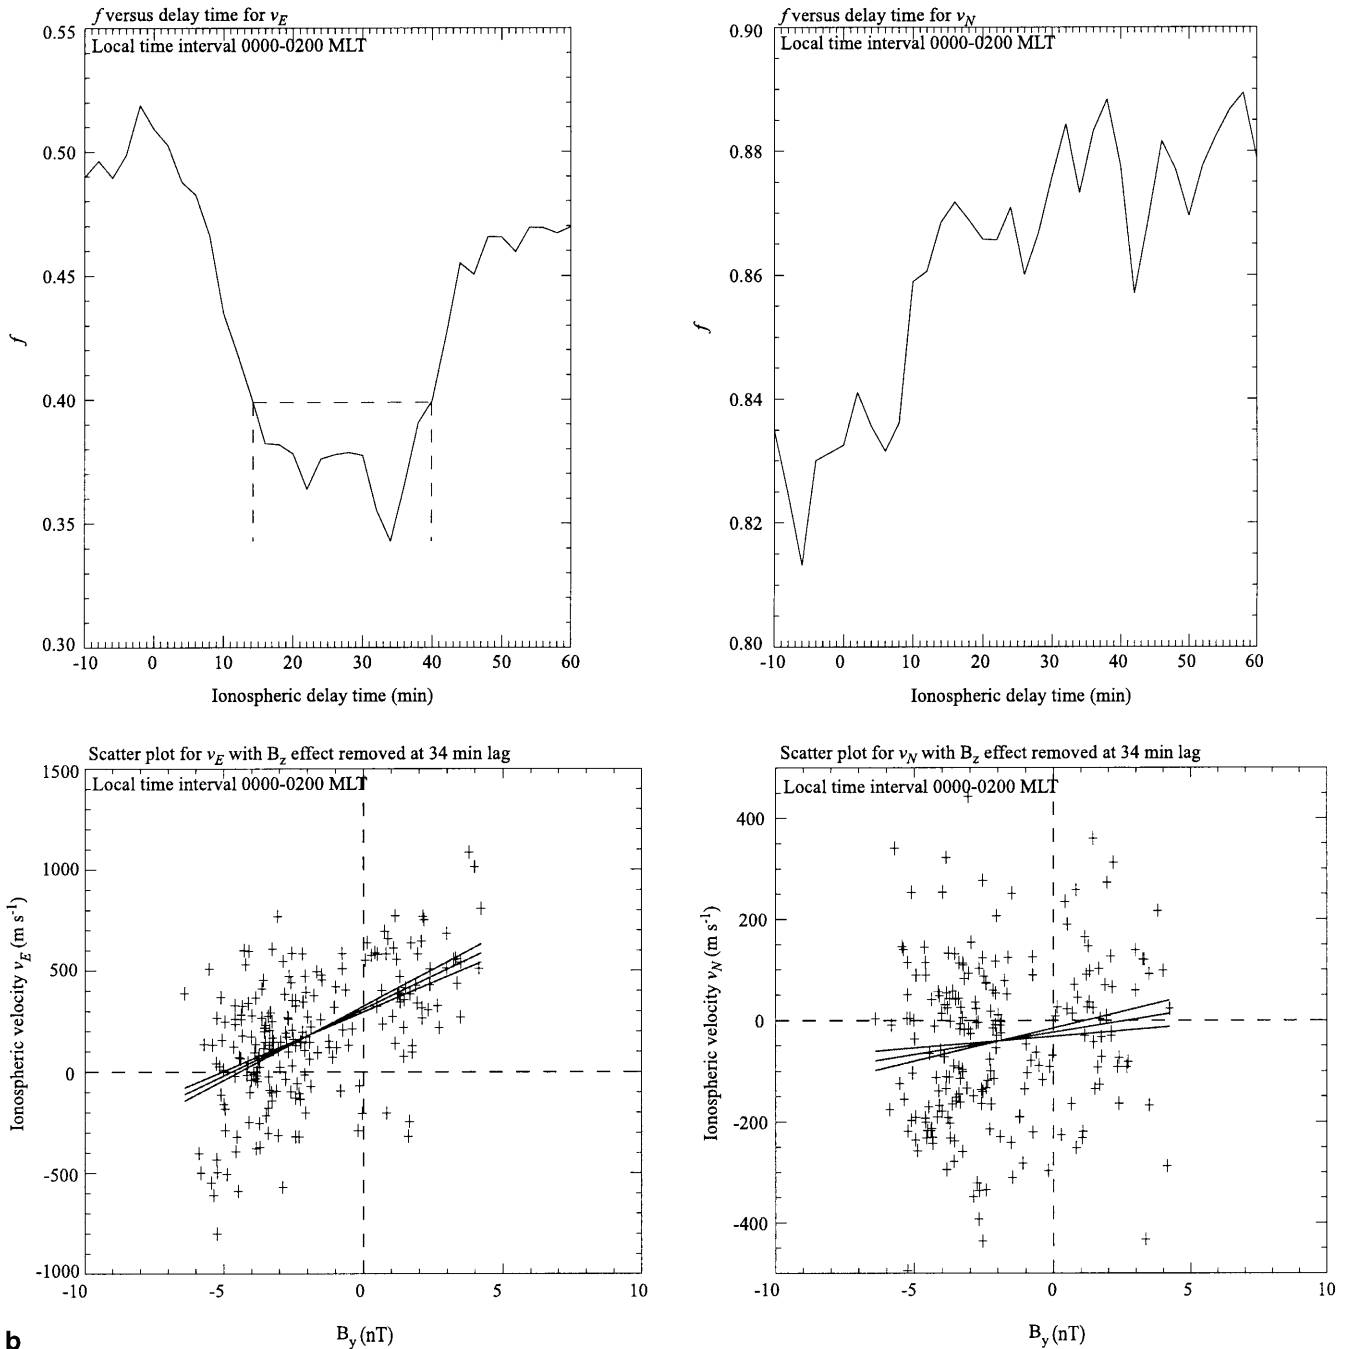 f versus delay time for vE
Local time interval 0000-0200 MLT
0.55
0.50
0.45
0.40
0.35
0.30
f
-10 0 10 20 30 40 50 60
Ionospheric delay time (min)
f versus delay time for vN
Local time interval 0000-0200 MLT
0.90
0.88
0.86
0.84
0.82
0.80
f
-10 0 10 20 30 40 50 60
Ionospheric delay time (min)
Scatter plot for vE with Bz effect removed at 34 min lag
Local time interval 0000-0200 MLT
1500
1000
500
0
-500
-1000
Ionospheric velocity vE (m s-1)
-10 -5 0 5 10
By (nT)
Scatter plot for vN with Bz effect removed at 34 min lag
Local time interval 0000-0200 MLT
400
200
0
-200
-400
Ionospheric velocity vN (m s-1)
-10 -5 0 5 10
By (nT)
b